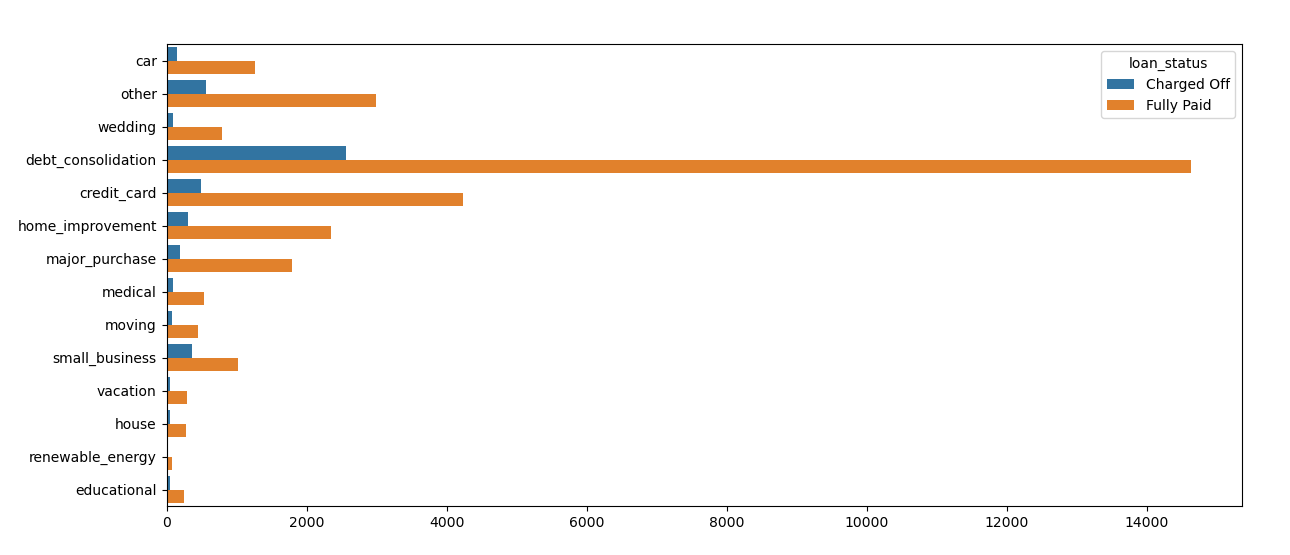 car
other
wedding
debt_consolidation
credit_card
home_improvement
major_purchase
medical
moving
small_business
vacation
house
renewable_energy
educational
0 2000 4000 6000 8000 10000 12000 14000
loan_status
Charged Off
Fully Paid